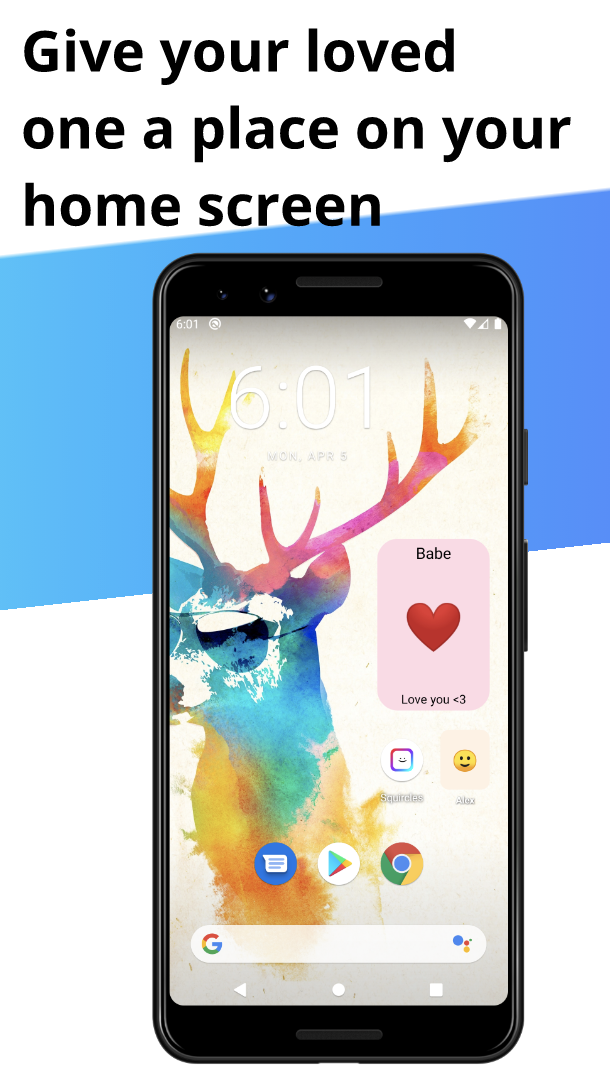 Give your loved
one a place on your
home screen
6:01
6:01
MON, APR 5
Babe
Love you <3
Squircles
Alex